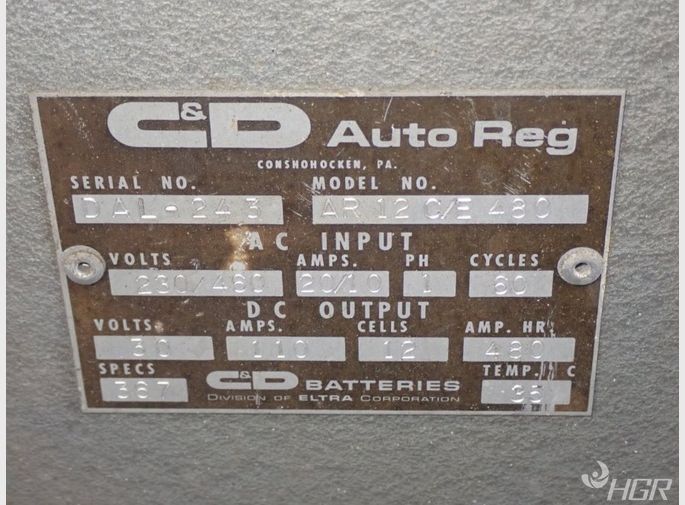 C&D Auto Reg
CONSHOHOCKEN, PA.
SERIAL NO. MODEL NO.
DAL-243 AR 12 C/E 480
AC INPUT
VOLTS AMPS. PH CYCLES
230/460 20/10 1 60
DC OUTPUT
VOLTS AMPS. CELLS AMP. HR.
30 110 12 480
SPECS TEMP. °C
367 35
C&D BATTERIES
DIVISION OF ELTRA CORPORATION
HGR